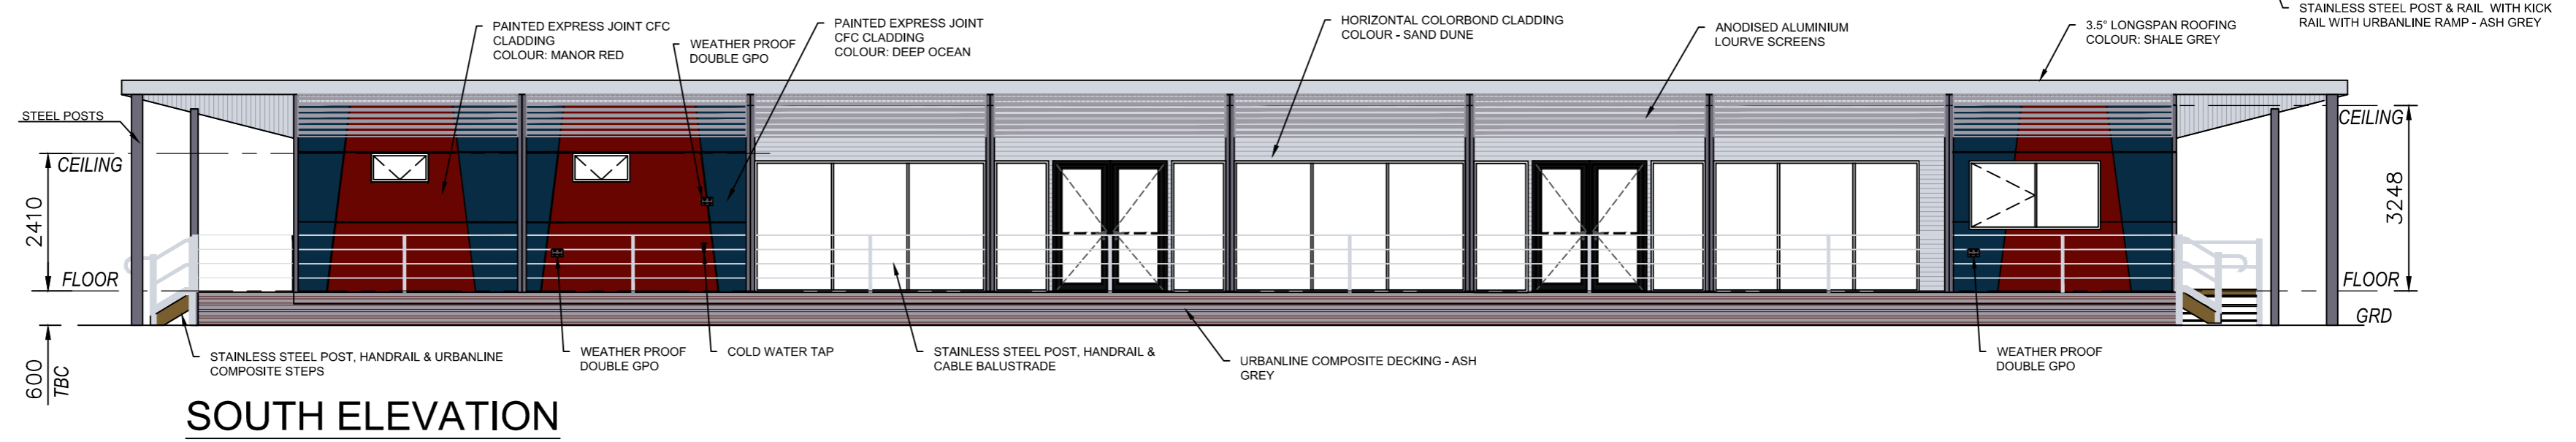 PAINTED EXPRESS JOINT CFC
CLADDING
COLOUR: MANOR RED
WEATHER PROOF
DOUBLE GPO
PAINTED EXPRESS JOINT
CFC CLADDING
COLOUR: DEEP OCEAN
HORIZONTAL COLORBOND CLADDING
COLOUR - SAND DUNE
ANODISED ALUMINIUM
LOURVE SCREENS
3.5° LONGSPAN ROOFING
COLOUR: SHALE GREY
STAINLESS STEEL POST & RAIL WITH KICK
RAIL WITH URBANLINE RAMP - ASH GREY
STEEL POSTS
CEILING
2410
FLOOR
600
TBC
CEILING
3248
FLOOR
GRD
STAINLESS STEEL POST, HANDRAIL & URBANLINE
COMPOSITE STEPS
WEATHER PROOF
DOUBLE GPO
COLD WATER TAP
STAINLESS STEEL POST, HANDRAIL &
CABLE BALUSTRADE
URBANLINE COMPOSITE DECKING - ASH
GREY
WEATHER PROOF
DOUBLE GPO
SOUTH ELEVATION